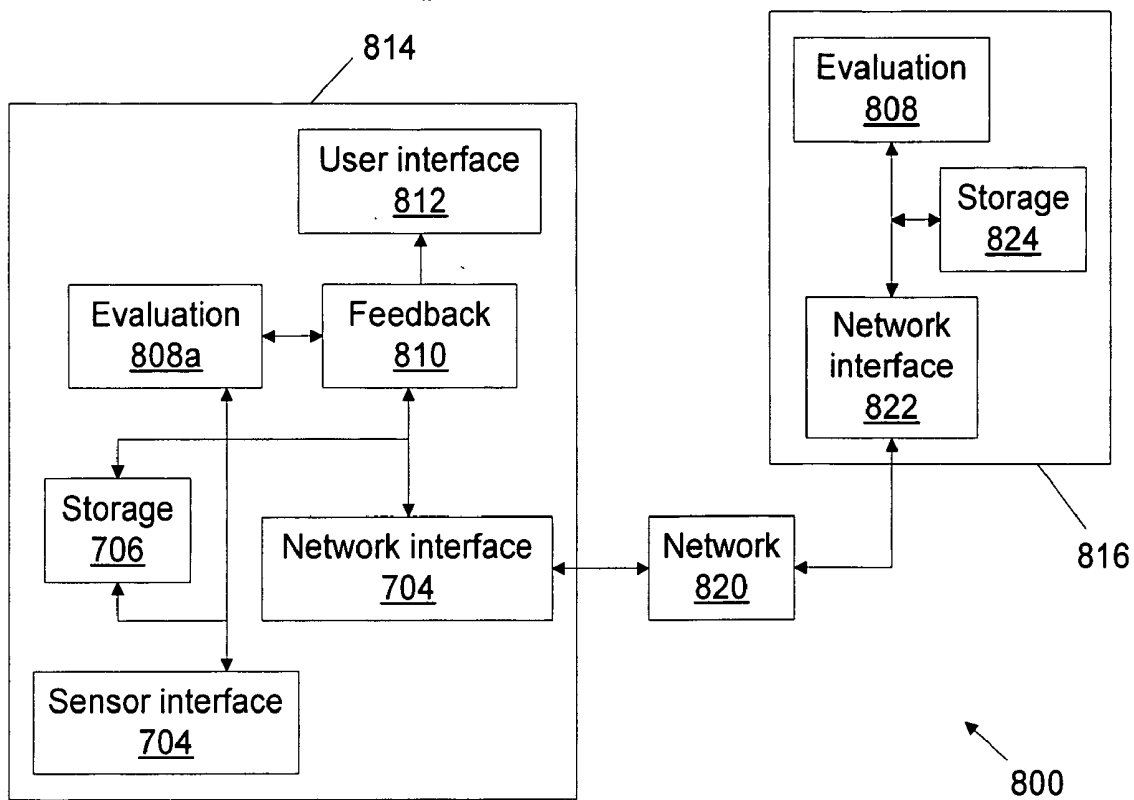 814
User interface
812
Evaluation
808a
Feedback
810
Storage
706
Network interface
704
Sensor interface
704
Network
820
Evaluation
808
Storage
824
Network
interface
822
816
800